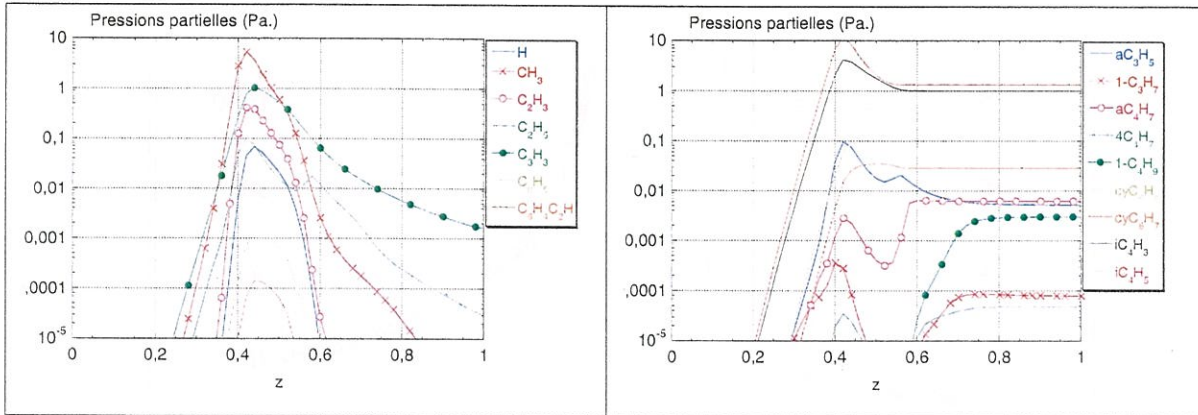 Pressions partielles (Pa.)
10
1
0,1
0,01
0,001
,0001
10⁻⁵
0 0,2 0,4 0,6 0,8 1
z
H
CH₃
C₂H₃
C₂H₅
C₃H₃
Pressions partielles (Pa.)
10
1
0,1
0,01
0,001
,0001
10⁻⁵
0 0,2 0,4 0,6 0,8 1
z
aC₃H₅
1-C₃H₇
aC₄H₇
1-C₄H₉
iC₄H₃
iC₄H₅